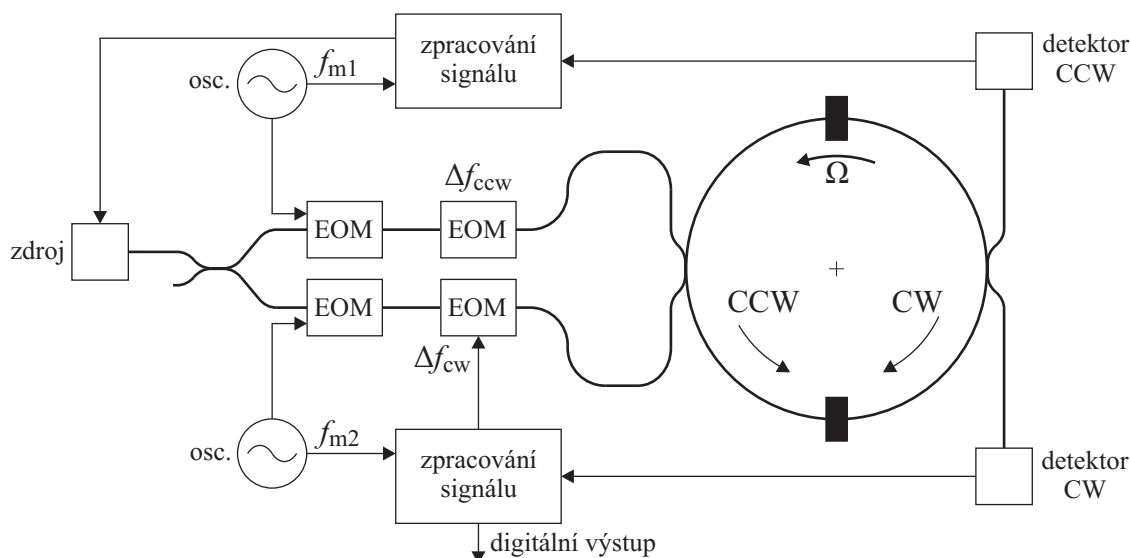 zpracování
signálu
detektor
CCW
osc.
f_m1
Ω
Δf_ccw
EOM
EOM
zdroj
CCW
CW
EOM
EOM
Δf_cw
f_m2
osc.
zpracování
signálu
detektor
CW
digitální výstup